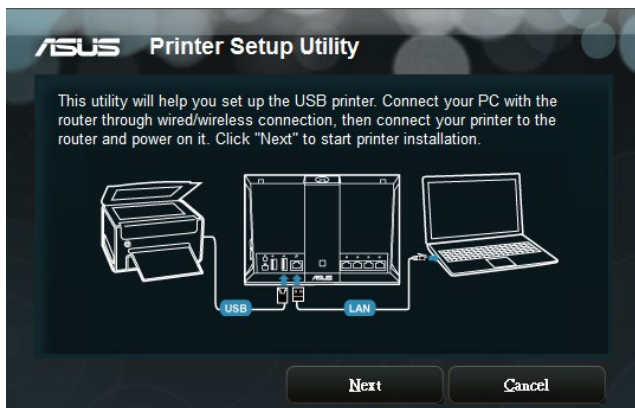 ASUS Printer Setup Utility
This utility will help you set up the USB printer. Connect your PC with the
router through wired/wireless connection, then connect your printer to the
router and power on it. Click "Next" to start printer installation.
ASUS
USB
LAN
Next
Cancel